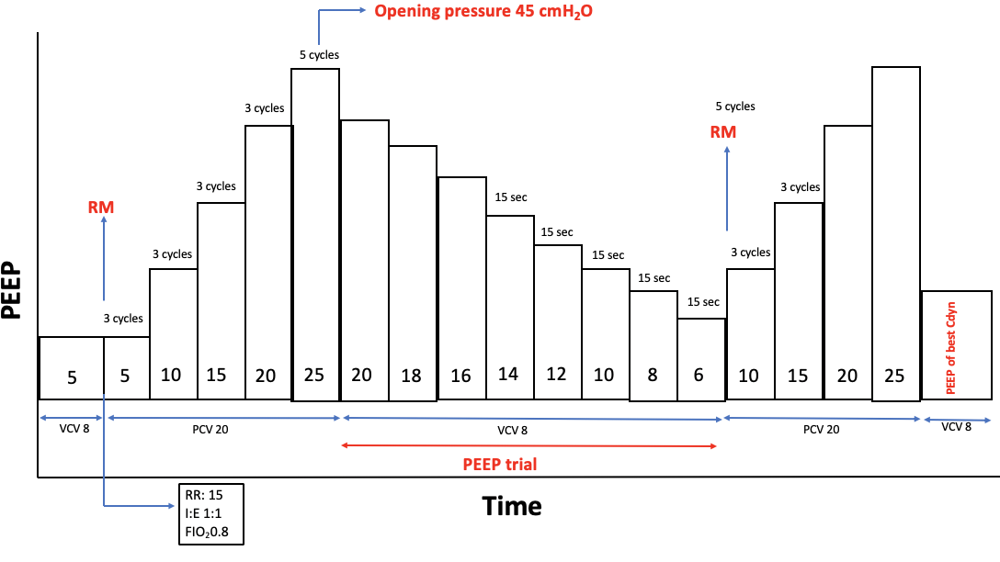 Opening pressure 45 cmH₂O
5 cycles
3 cycles
5 cycles
RM
3 cycles
3 cycles
15 sec
RM
15 sec
3 cycles
15 sec
3 cycles
15 sec
15 sec
3 cycles
PEEP
5
5
10
15
20
25
20
18
16
14
12
10
8
6
10
15
20
25
PEEP of best Cdyn
VCV 8
PCV 20
VCV 8
PCV 20
VCV 8
PEEP trial
RR: 15
I:E 1:1
FIO₂0.8
Time